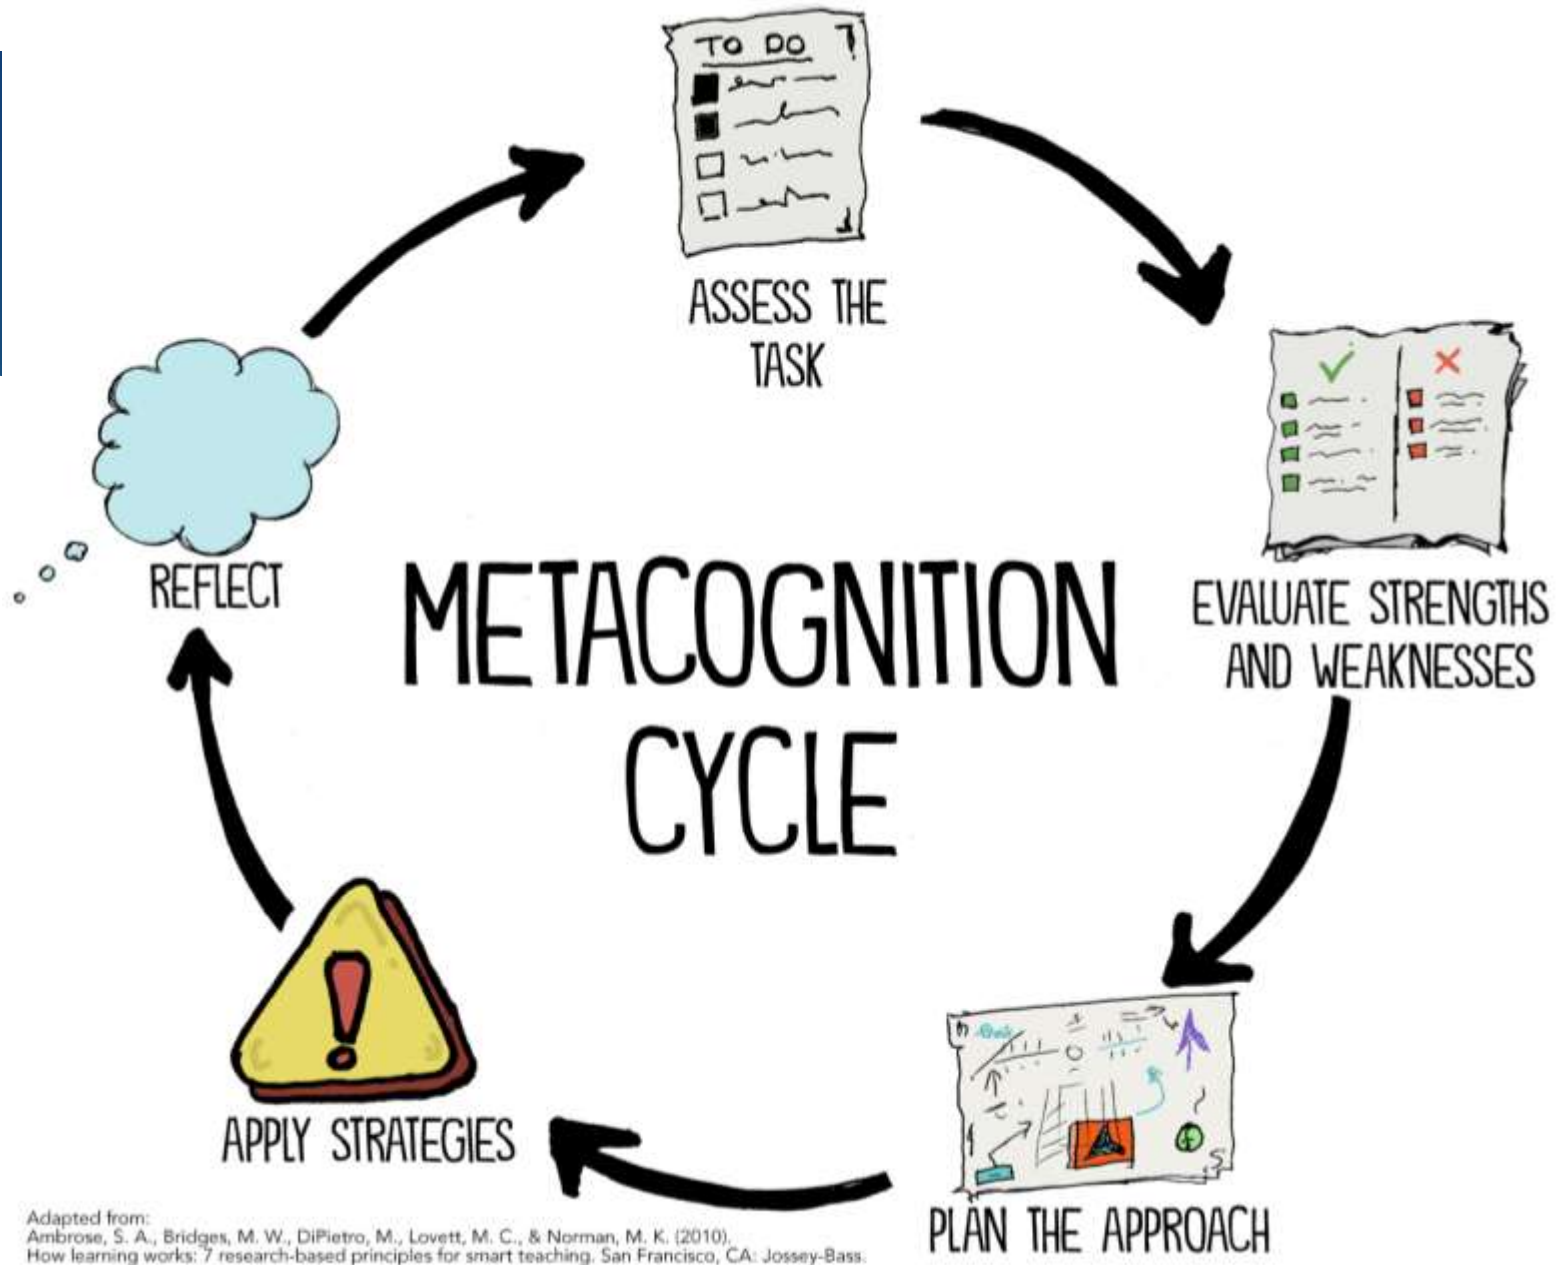 TO DO
ASSESS THE
TASK
EVALUATE STRENGTHS
AND WEAKNESSES
REFLECT
METACOGNITION
CYCLE
APPLY STRATEGIES
PLAN THE APPROACH
Adapted from:
Ambrose, S. A., Bridges, M. W., DiPietro, M., Lovett, M. C., & Norman, M. K. (2010).
How learning works: 7 research-based principles for smart teaching. San Francisco, CA: Jossey-Bass.